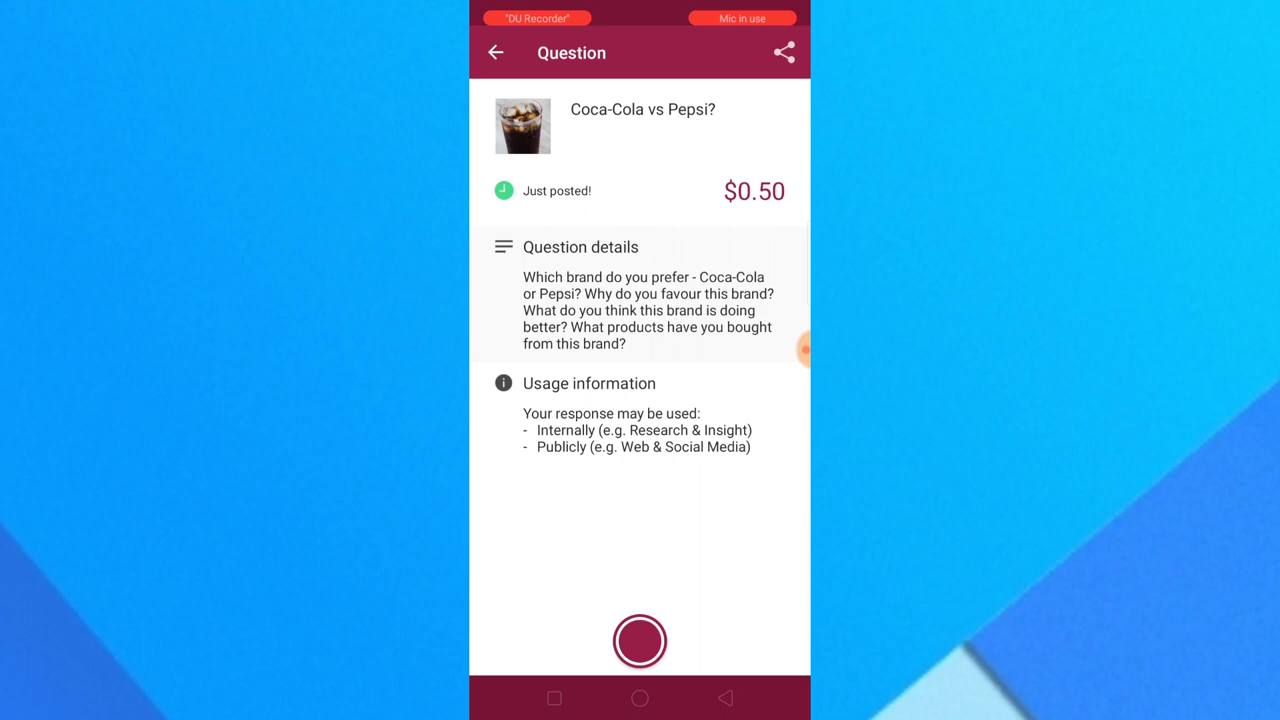 "DU Recorder"
Mic in use
Question
Coca-Cola vs Pepsi?
Just posted!
$0.50
Question details
Which brand do you prefer - Coca-Cola
or Pepsi? Why do you favour this brand?
What do you think this brand is doing
better? What products have you bought
from this brand?
Usage information
Your response may be used:
- Internally (e.g. Research & Insight)
- Publicly (e.g. Web & Social Media)